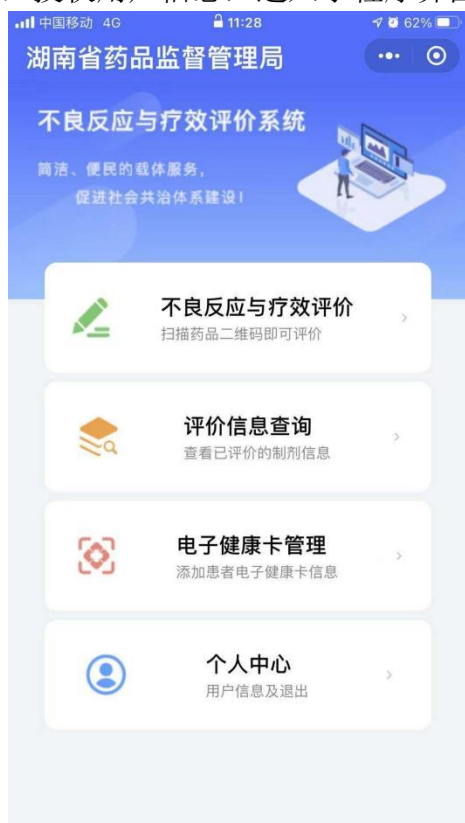 中国移动 4G 11:28 62%
湖南省药品监督管理局
不良反应与疗效评价系统
简洁、便民的载体服务，
促进社会共治体系建设！
不良反应与疗效评价
扫描药品二维码即可评价
评价信息查询
查看已评价的制剂信息
电子健康卡管理
添加患者电子健康卡信息
个人中心
用户信息及退出